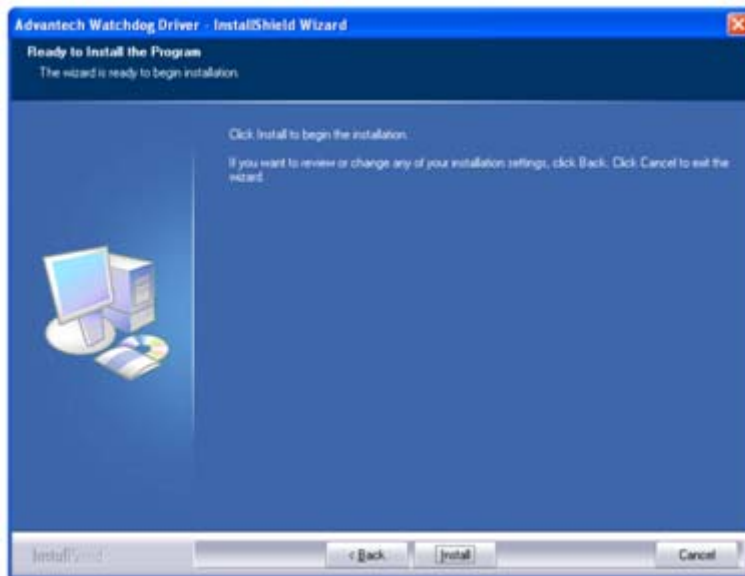 Advantech Watchdog Driver - InstallShield Wizard
Ready to Install the Program
The wizard is ready to begin installation.
Click Install to begin the installation.
If you want to review or change any of your installation settings, click Back. Click Cancel to exit the
wizard.
InstallShield
< Back
Install
Cancel